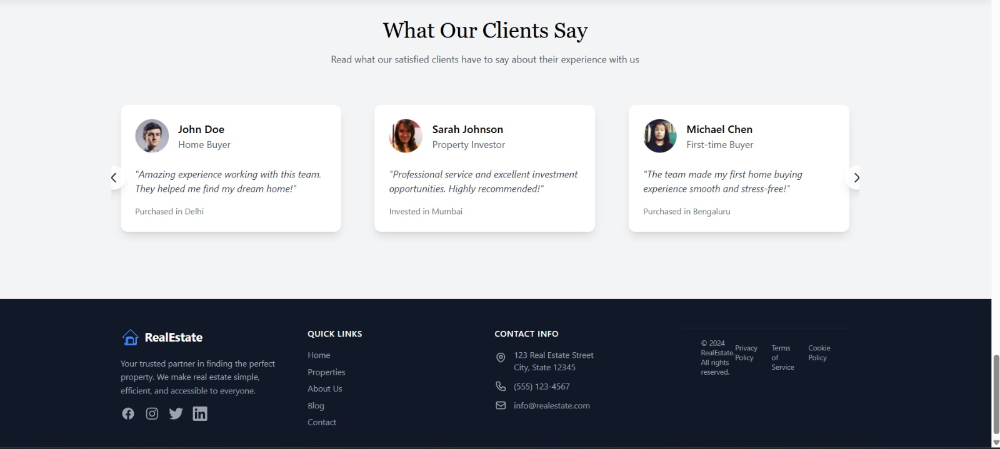 What Our Clients Say
Read what our satisfied clients have to say about their experience with us
John Doe
Home Buyer
"Amazing experience working with this team.
They helped me find my dream home!"
Purchased in Delhi
Sarah Johnson
Property Investor
"Professional service and excellent investment
opportunities. Highly recommended!"
Invested in Mumbai
Michael Chen
First-time Buyer
"The team made my first home buying
experience smooth and stress-free!"
Purchased in Bengaluru
RealEstate
Your trusted partner in finding the perfect
property. We make real estate simple,
efficient, and accessible to everyone.
QUICK LINKS
Home
Properties
About Us
Blog
Contact
CONTACT INFO
123 Real Estate Street
City, State 12345
(555) 123-4567
info@realestate.com
© 2024
RealEstate.
All rights
reserved.
Privacy
Policy
Terms
of
Service
Cookie
Policy